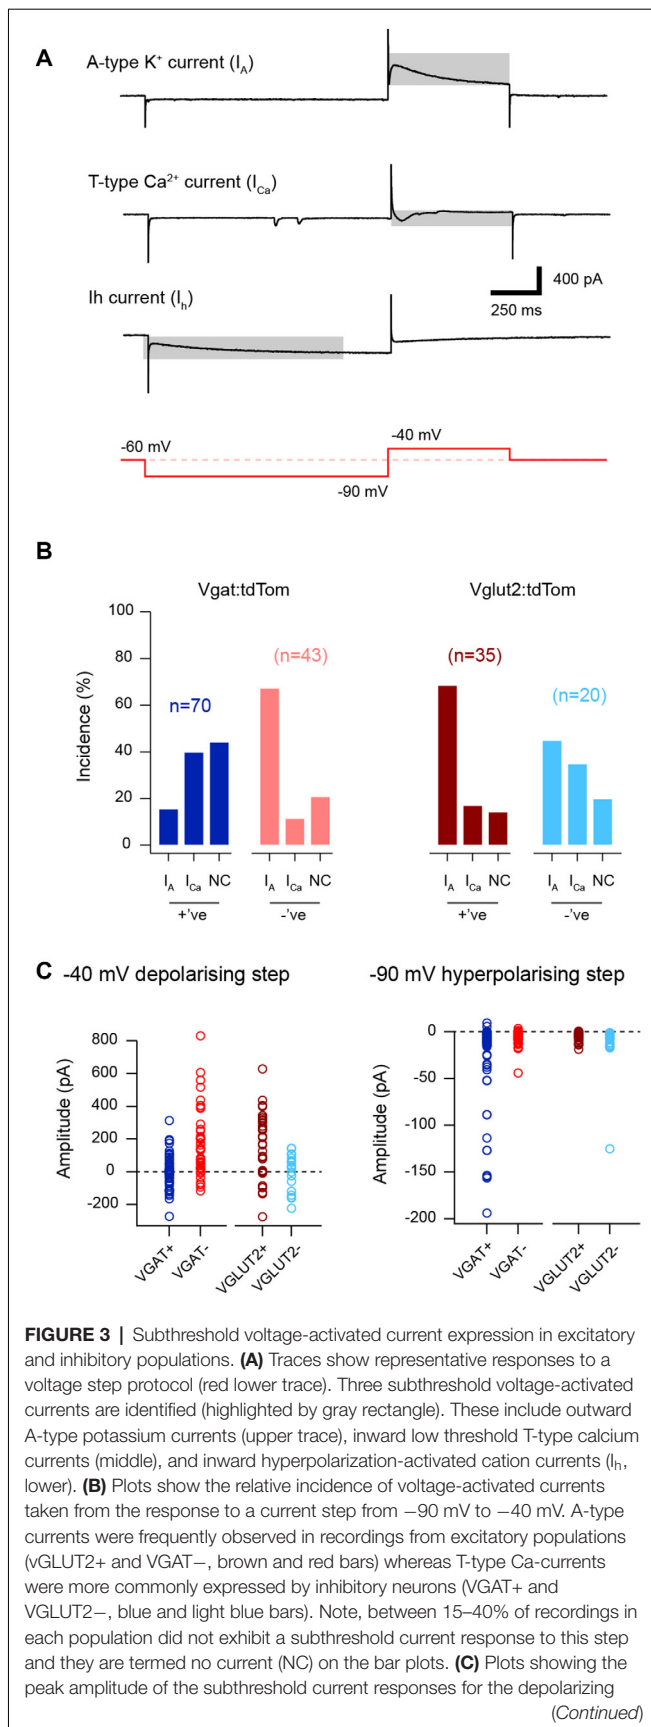 A
A-type K+ current (IA)
T-type Ca2+ current (ICa)
400 pA
250 ms
Ih current (Ih)
-60 mV
-40 mV
-90 mV
B
Vgat:tdTom
Vglut2:tdTom
Incidence (%)
100
80
60
40
20
0
n=70
(n=43)
(n=35)
(n=20)
IA ICa NC
IA ICa NC
IA ICa NC
IA ICa NC
+'ve
-'ve
+'ve
-'ve
C -40 mV depolarising step
-90 mV hyperpolarising step
Amplitude (pA)
800
600
400
200
0
-200
VGAT+
VGAT-
VGLUT2+
VGLUT2-
Amplitude (pA)
0
-50
-100
-150
-200
VGAT+
VGAT-
VGLUT2+
VGLUT2-
FIGURE 3 | Subthreshold voltage-activated current expression in excitatory
and inhibitory populations. (A) Traces show representative responses to a
voltage step protocol (red lower trace). Three subthreshold voltage-activated
currents are identified (highlighted by gray rectangle). These include outward
A-type potassium currents (upper trace), inward low threshold T-type calcium
currents (middle), and inward hyperpolarization-activated cation currents (Ih,
lower). (B) Plots show the relative incidence of voltage-activated currents
taken from the response to a current step from −90 mV to −40 mV. A-type
currents were frequently observed in recordings from excitatory populations
(vGLUT2+ and VGAT−, brown and red bars) whereas T-type Ca-currents
were more commonly expressed by inhibitory neurons (VGAT+ and
VGLUT2−, blue and light blue bars). Note, between 15–40% of recordings in
each population did not exhibit a subthreshold current response to this step
and they are termed no current (NC) on the bar plots. (C) Plots showing the
peak amplitude of the subthreshold current responses for the depolarizing
(Continued)